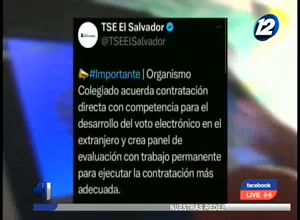 TSE El Salvador
@TSEElSalvador
12
#Importante | Organismo
Colegiado acuerda contratación
directa con competencia para el
desarrollo del voto electrónico en el
extranjero y crea panel de
evaluación con trabajo permanente
para ejecutar la contratación más
adecuada.
facebook
LIVE
NUESTRAS REDES